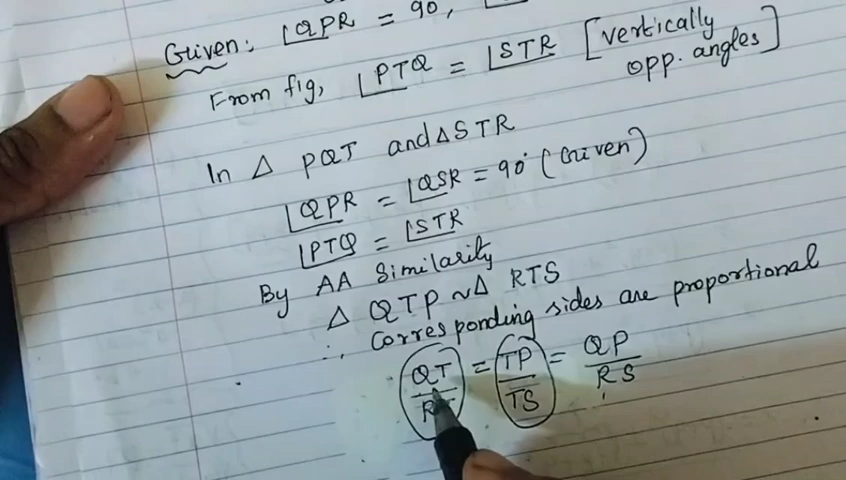 Given: ∠QPR = 90,
From fig, ∠PTQ = ∠STR [vertically opp. angles]
In △ PQT and △STR
∠QPR = ∠QSR = 90° (Given)
∠PTQ = ∠STR
By AA Similarity
△ QTP ~ △ RTS
∴ Corresponding sides are proportional
QT/R = TP/TS = QP/RS